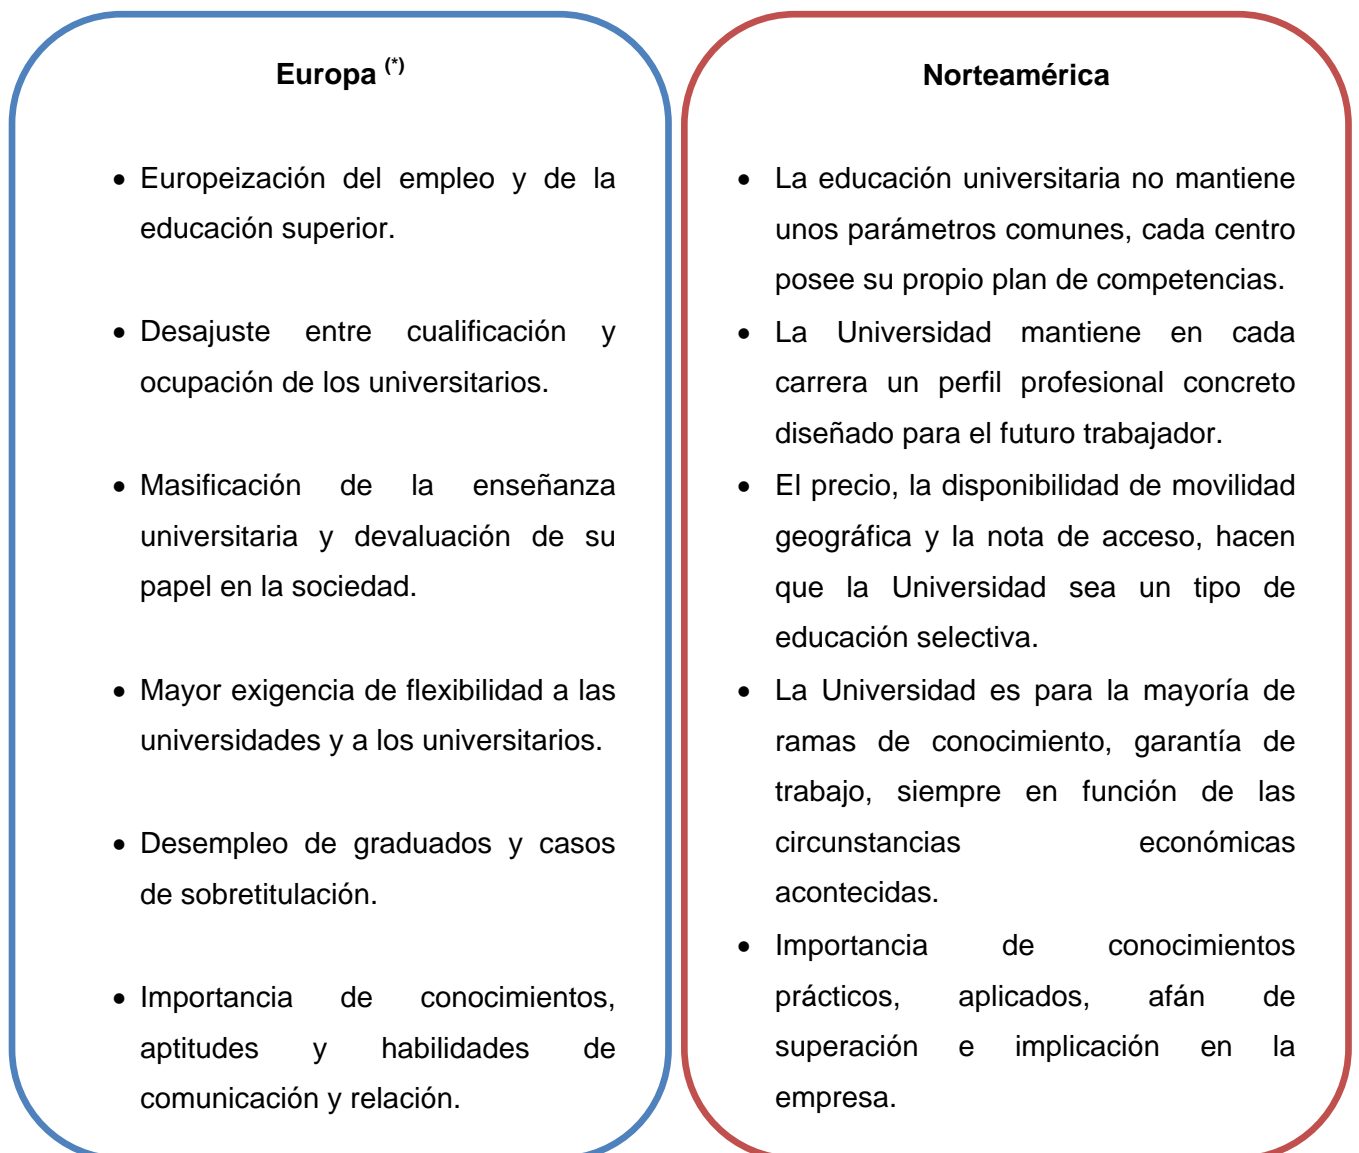 Europa (*)
• Europeización del empleo y de la
educación superior.
• Desajuste entre cualificación y
ocupación de los universitarios.
• Masificación de la enseñanza
universitaria y devaluación de su
papel en la sociedad.
• Mayor exigencia de flexibilidad a las
universidades y a los universitarios.
• Desempleo de graduados y casos
de sobretitulación.
• Importancia de conocimientos,
aptitudes y habilidades de
comunicación y relación.
Norteamérica
• La educación universitaria no mantiene
unos parámetros comunes, cada centro
posee su propio plan de competencias.
• La Universidad mantiene en cada
carrera un perfil profesional concreto
diseñado para el futuro trabajador.
• El precio, la disponibilidad de movilidad
geográfica y la nota de acceso, hacen
que la Universidad sea un tipo de
educación selectiva.
• La Universidad es para la mayoría de
ramas de conocimiento, garantía de
trabajo, siempre en función de las
circunstancias económicas
acontecidas.
• Importancia de conocimientos
prácticos, aplicados, afán de
superación e implicación en la
empresa.